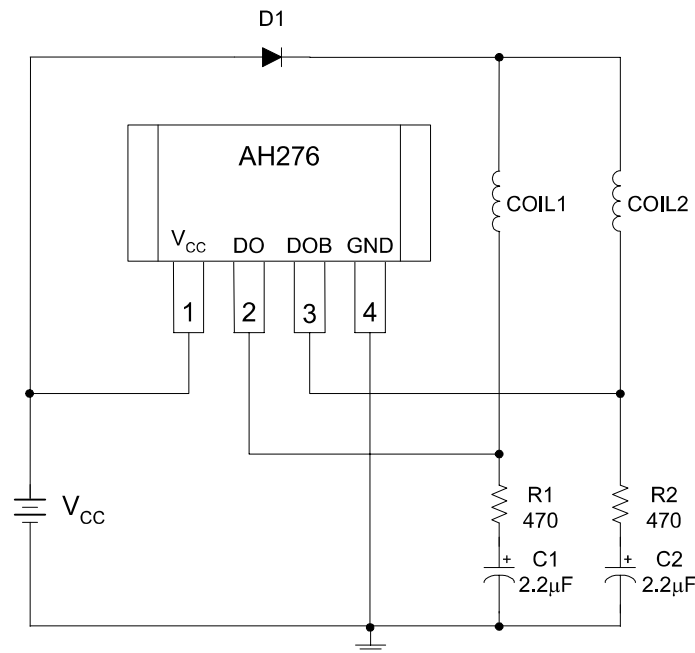 D1
AH276
VCC DO DOB GND
1 2 3 4
COIL1 COIL2
VCC
R1
470
R2
470
+ C1
2.2µF
+ C2
2.2µF